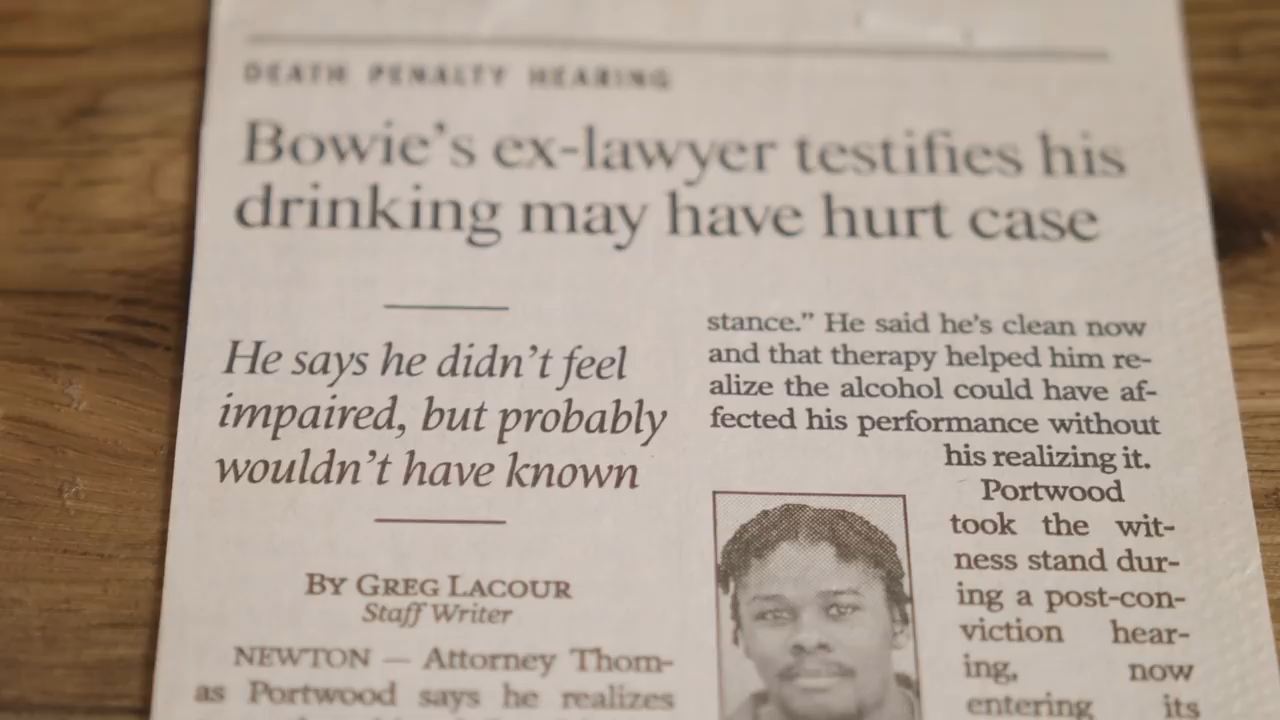 DEATH PENALTY HEARING
Bowie's ex-lawyer testifies his
drinking may have hurt case
He says he didn't feel
impaired, but probably
wouldn't have known
BY GREG LACOUR
Staff Writer
NEWTON — Attorney Thom-
as Portwood says he realizes
stance." He said he's clean now
and that therapy helped him re-
alize the alcohol could have af-
fected his performance without
his realizing it.
Portwood
took the wit-
ness stand dur-
ing a post-con-
viction hear-
ing, now
entering its